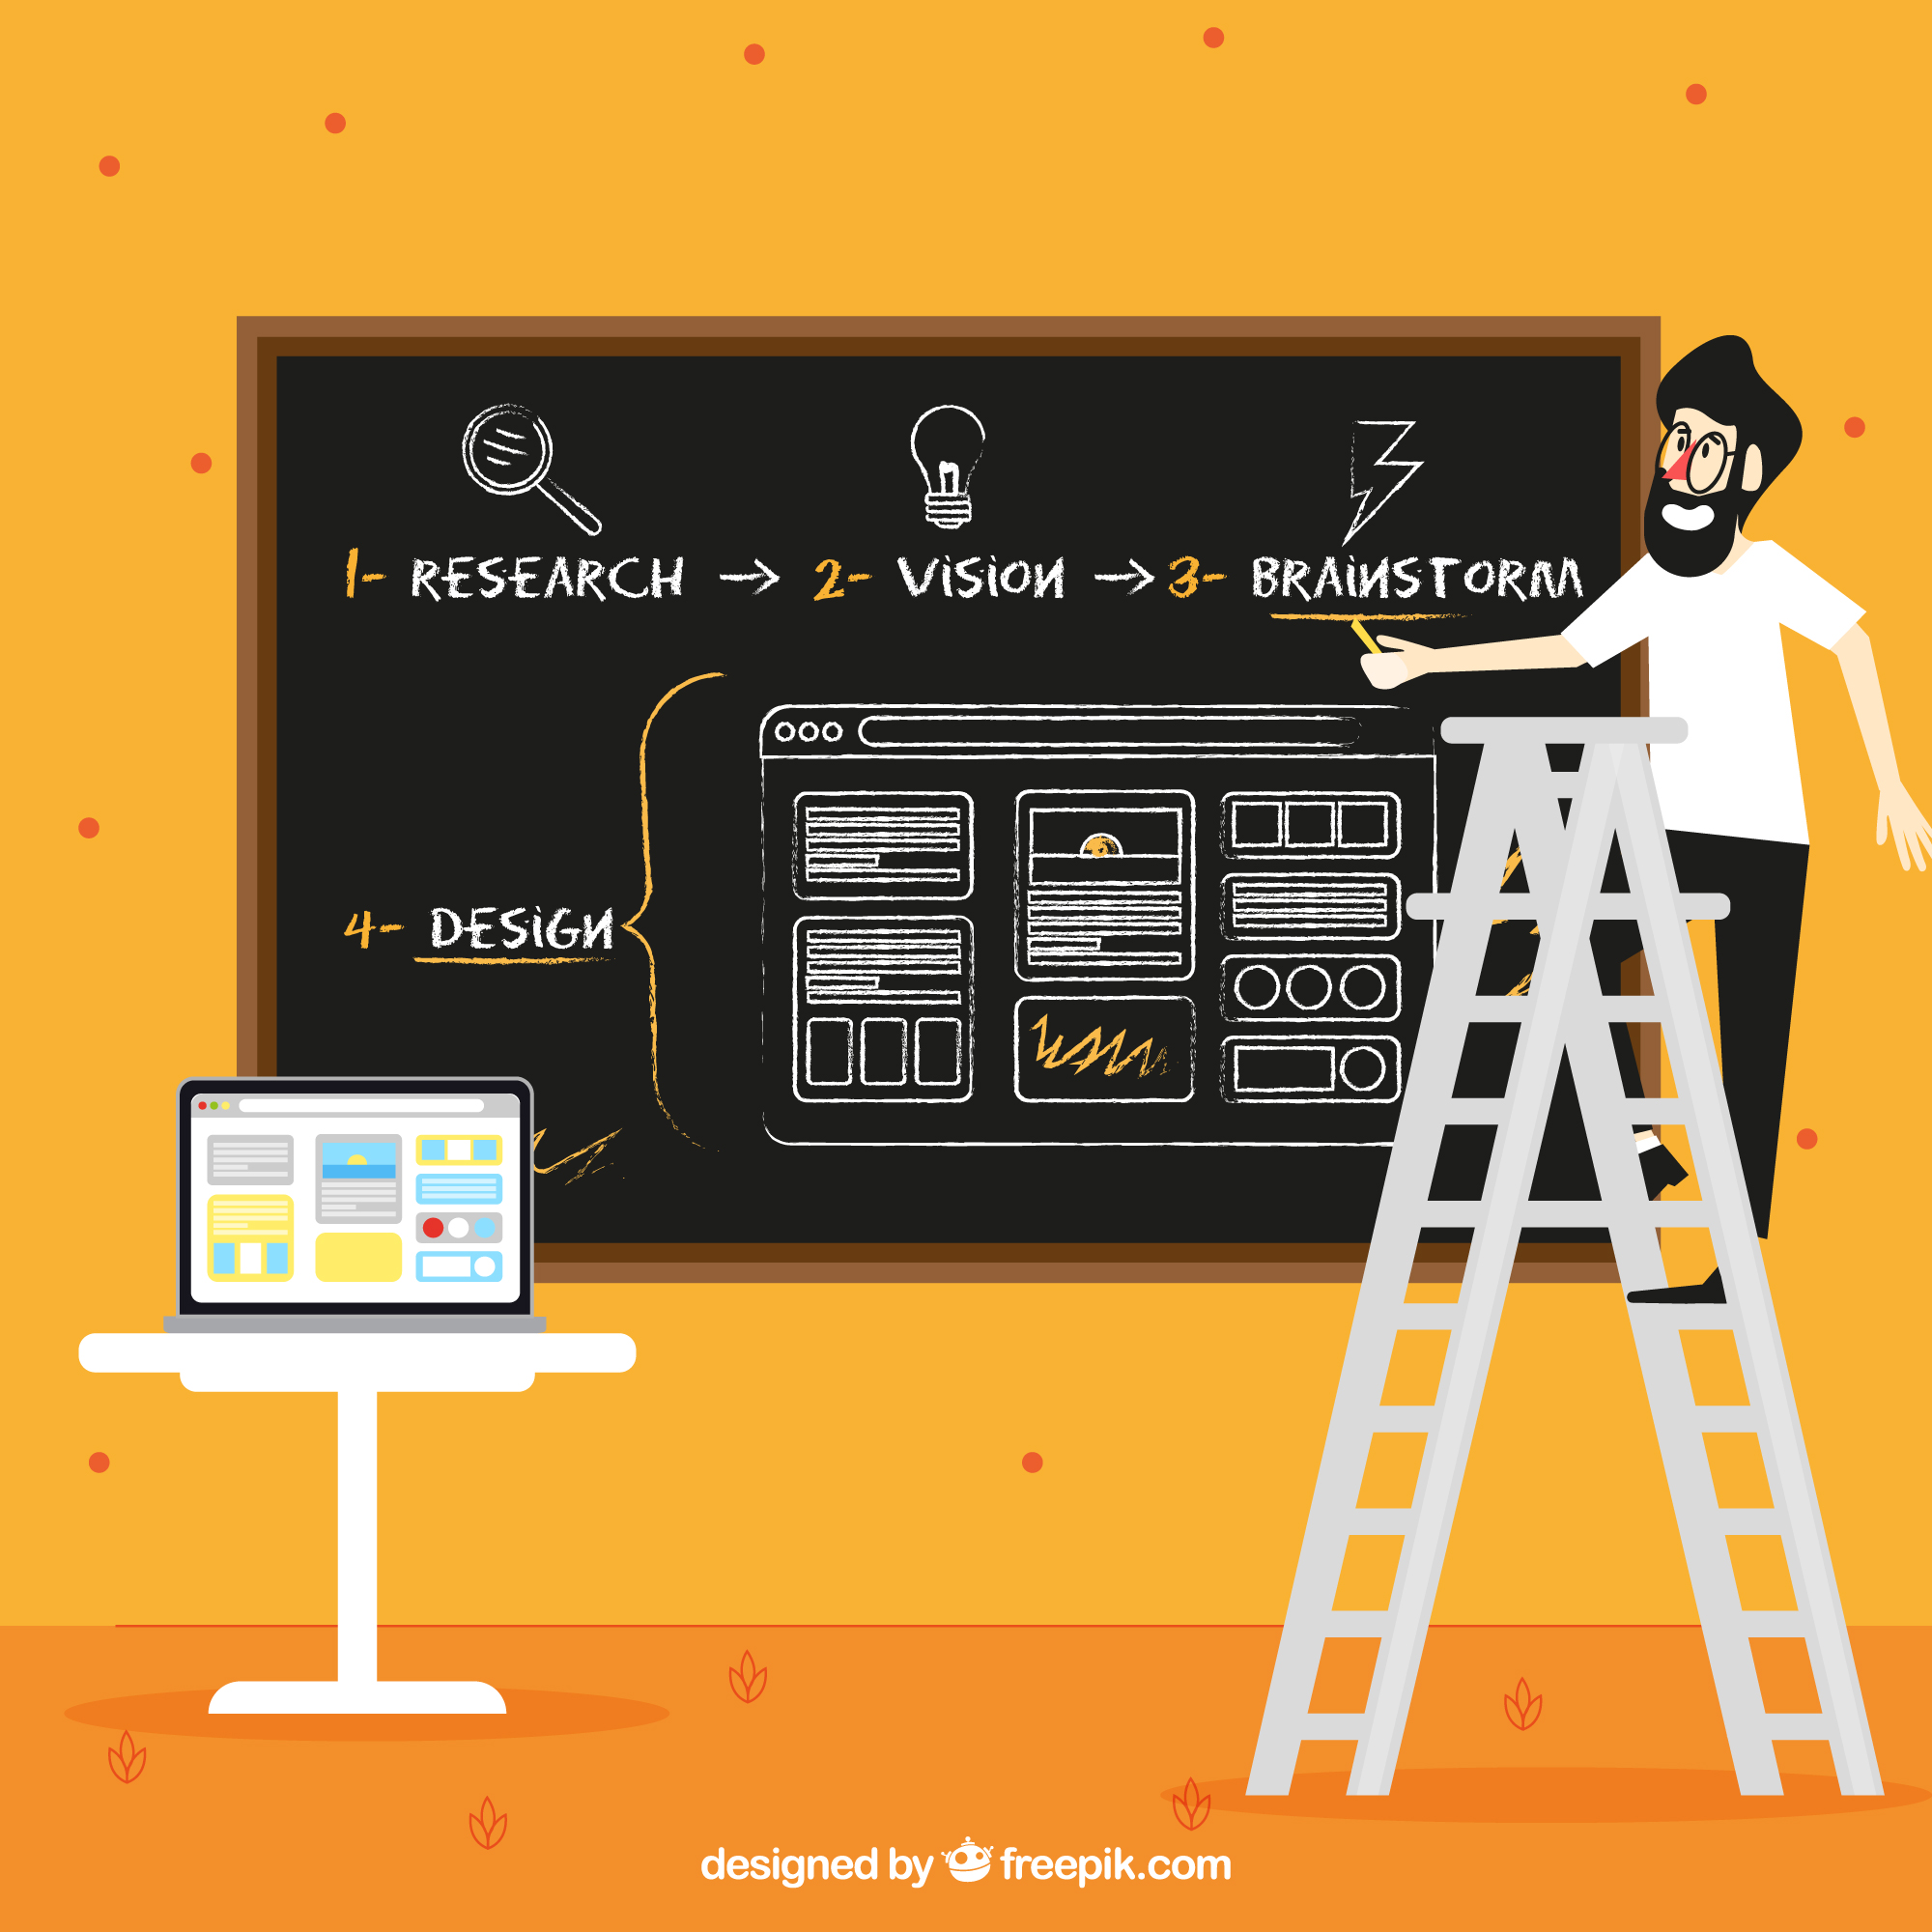 1- RESEARCH → 2- ViSiON → 3- BRAiNSTORM
4- DESiGN
designed by freepik.com